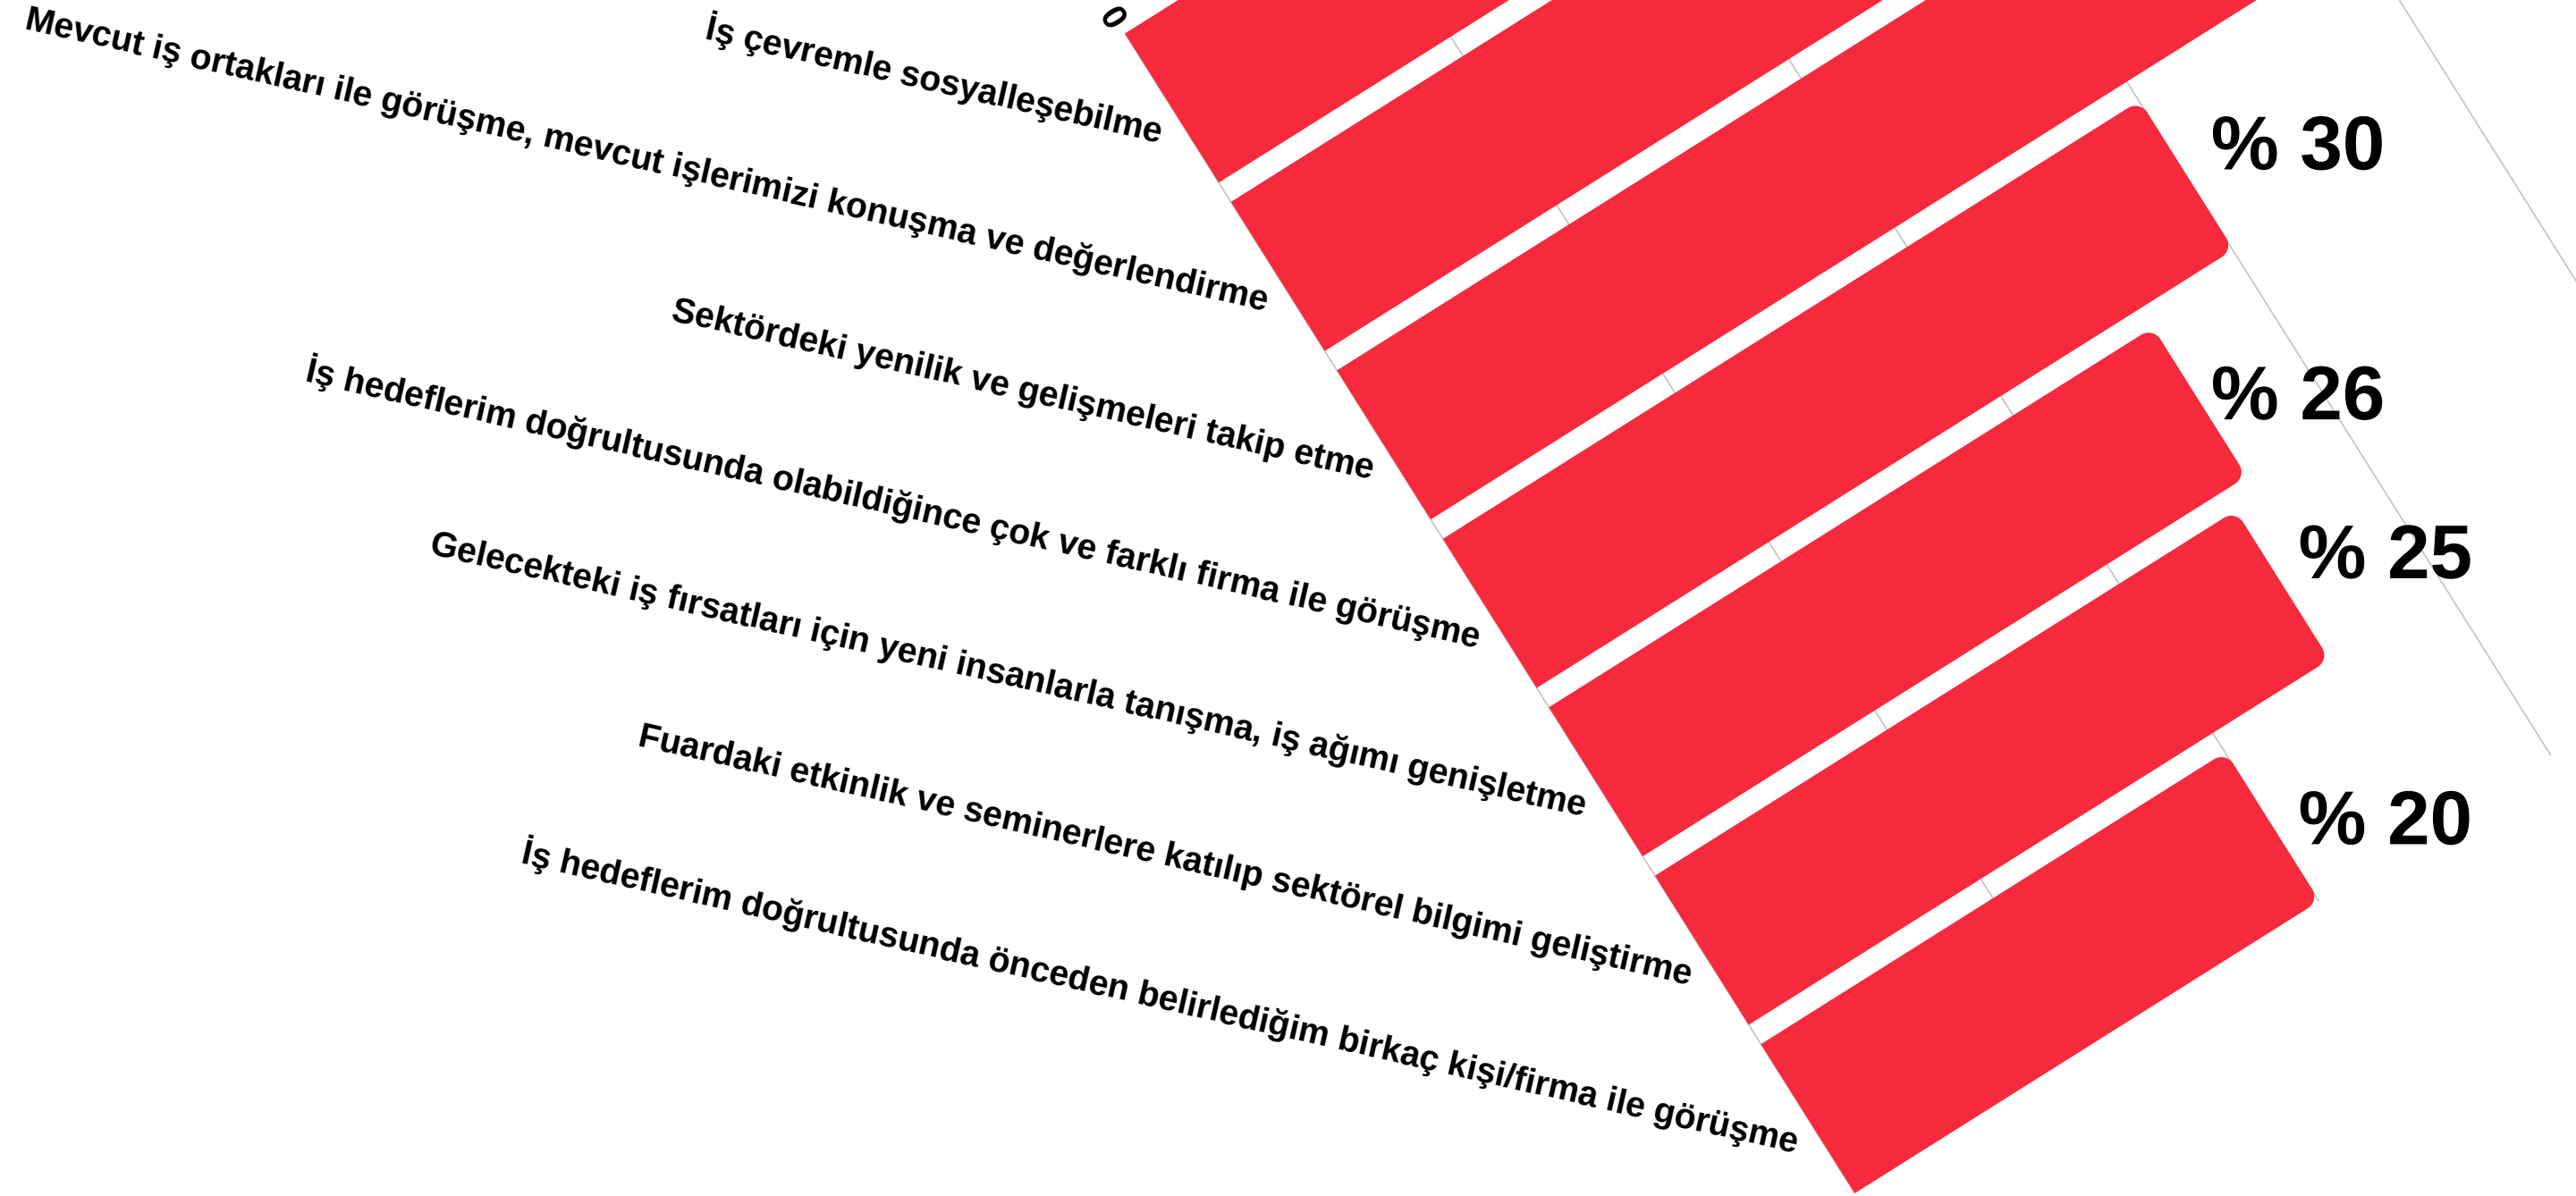 0
İş çevremle sosyalleşebilme
Mevcut iş ortakları ile görüşme, mevcut işlerimizi konuşma ve değerlendirme
% 30
Sektördeki yenilik ve gelişmeleri takip etme
% 26
İş hedeflerim doğrultusunda olabildiğince çok ve farklı firma ile görüşme
% 25
Gelecekteki iş fırsatları için yeni insanlarla tanışma, iş ağımı genişletme
Fuardaki etkinlik ve seminerlere katılıp sektörel bilgimi geliştirme
% 20
İş hedeflerim doğrultusunda önceden belirlediğim birkaç kişi/firma ile görüşme